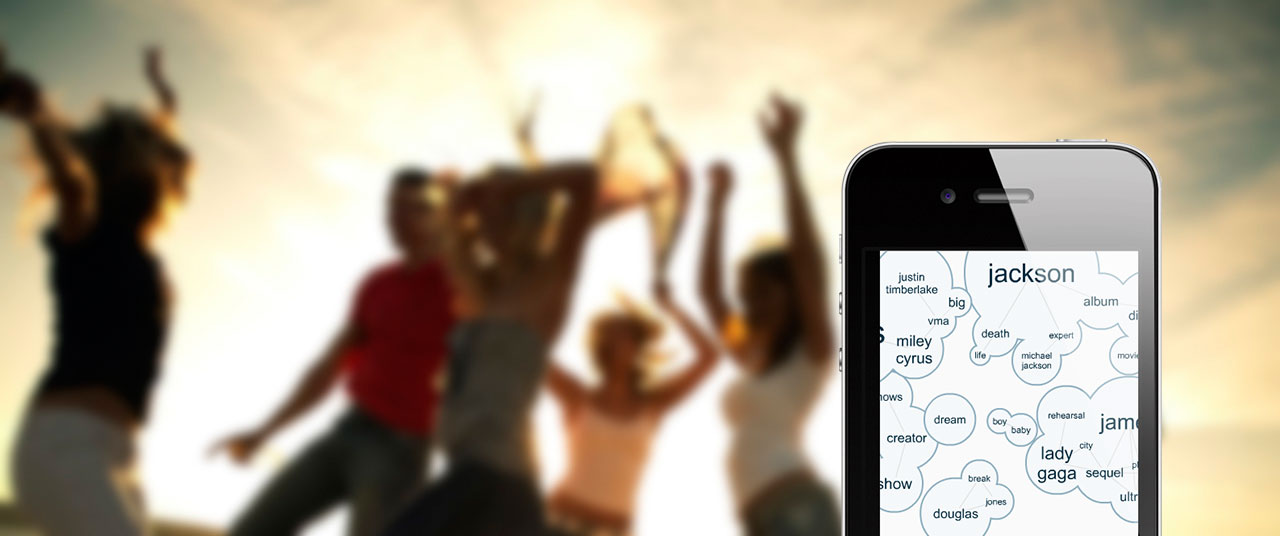 justin
timberlake
jackson
big
album
vma
death
expert
miley
cyrus
life
michael
jackson
dream
boy
baby
rehearsal
creator
lady
gaga
city
sequel
show
break
jones
douglas